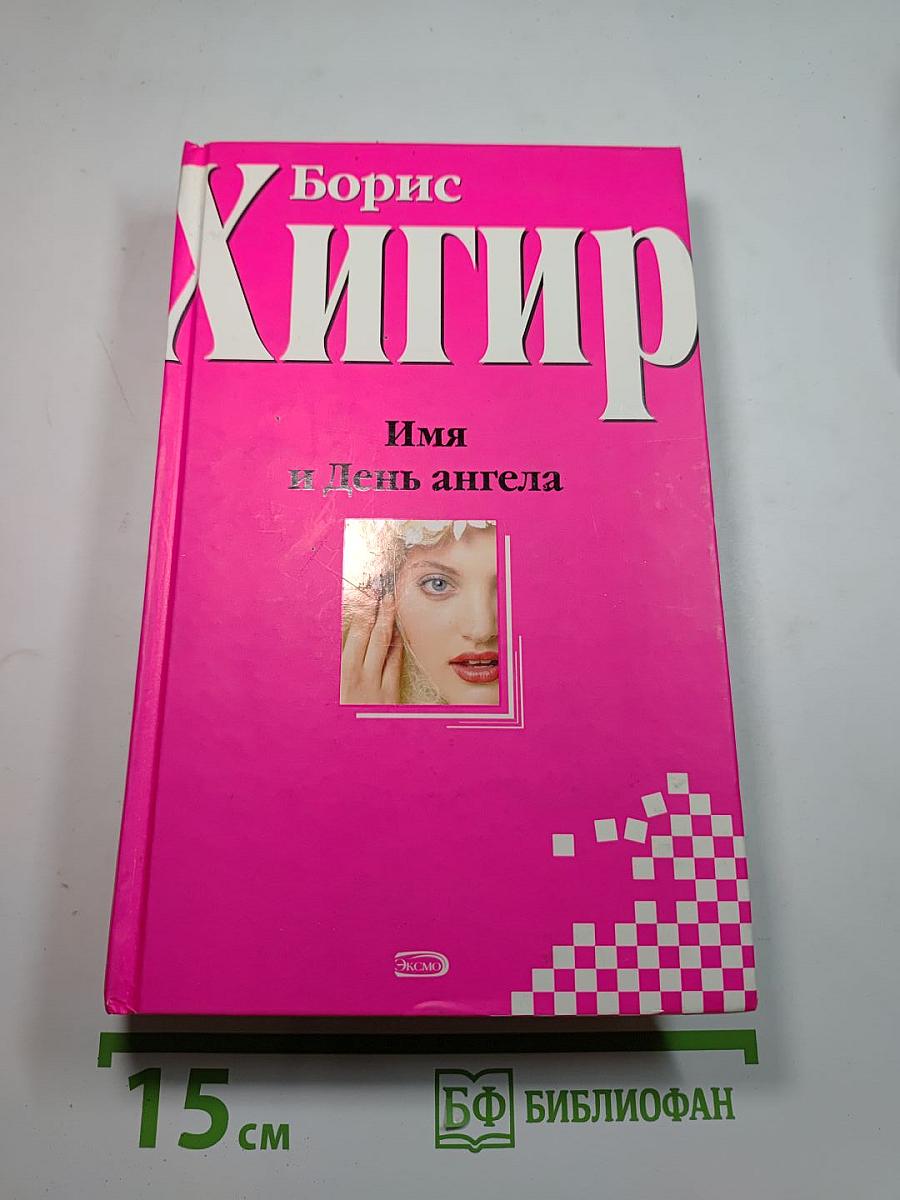 Борис
Хигир
Имя
и День ангела
ЭКСМО
15 см
БФ БИБЛИОФАН